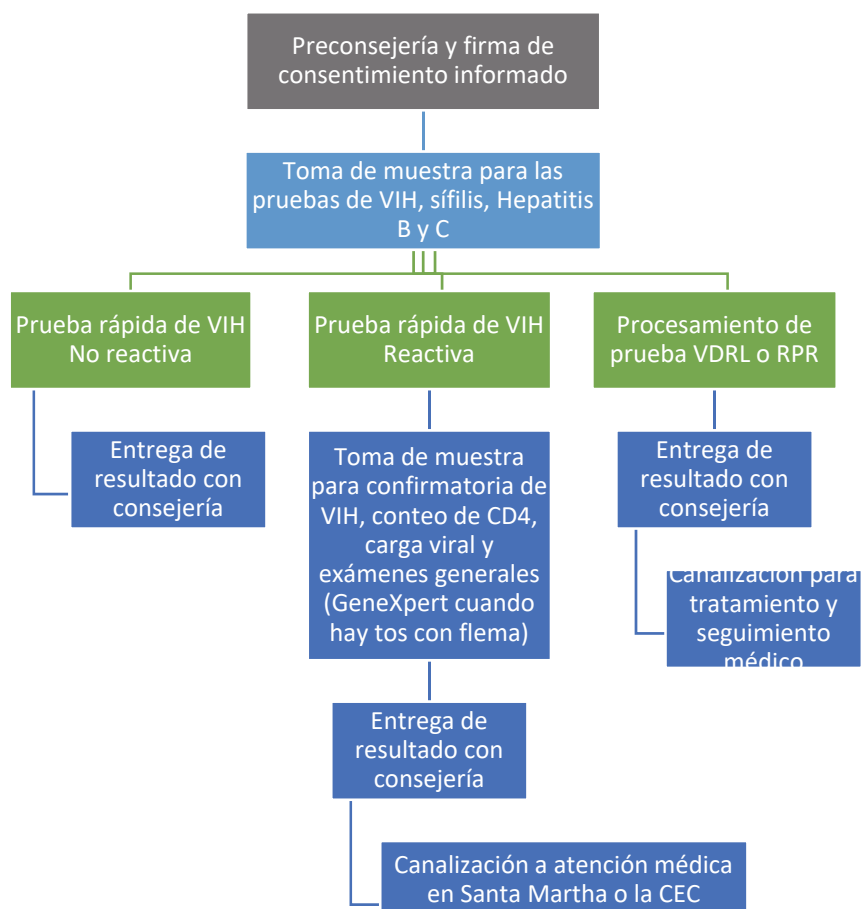 Preconsejería y firma de
consentimiento informado
Toma de muestra para las
pruebas de VIH, sífilis, Hepatitis
B y C
Prueba rápida de VIH
No reactiva
Entrega de
resultado con
consejería
Prueba rápida de VIH
Reactiva
Toma de muestra
para confirmatoria de
VIH, conteo de CD4,
carga viral y
exámenes generales
(GeneXpert cuando
hay tos con flema)
Entrega de
resultado con
consejería
Canalización a atención médica
en Santa Martha o la CEC
Procesamiento de
prueba VDRL o RPR
Entrega de
resultado con
consejería
Canalización para
tratamiento y
seguimiento
médico